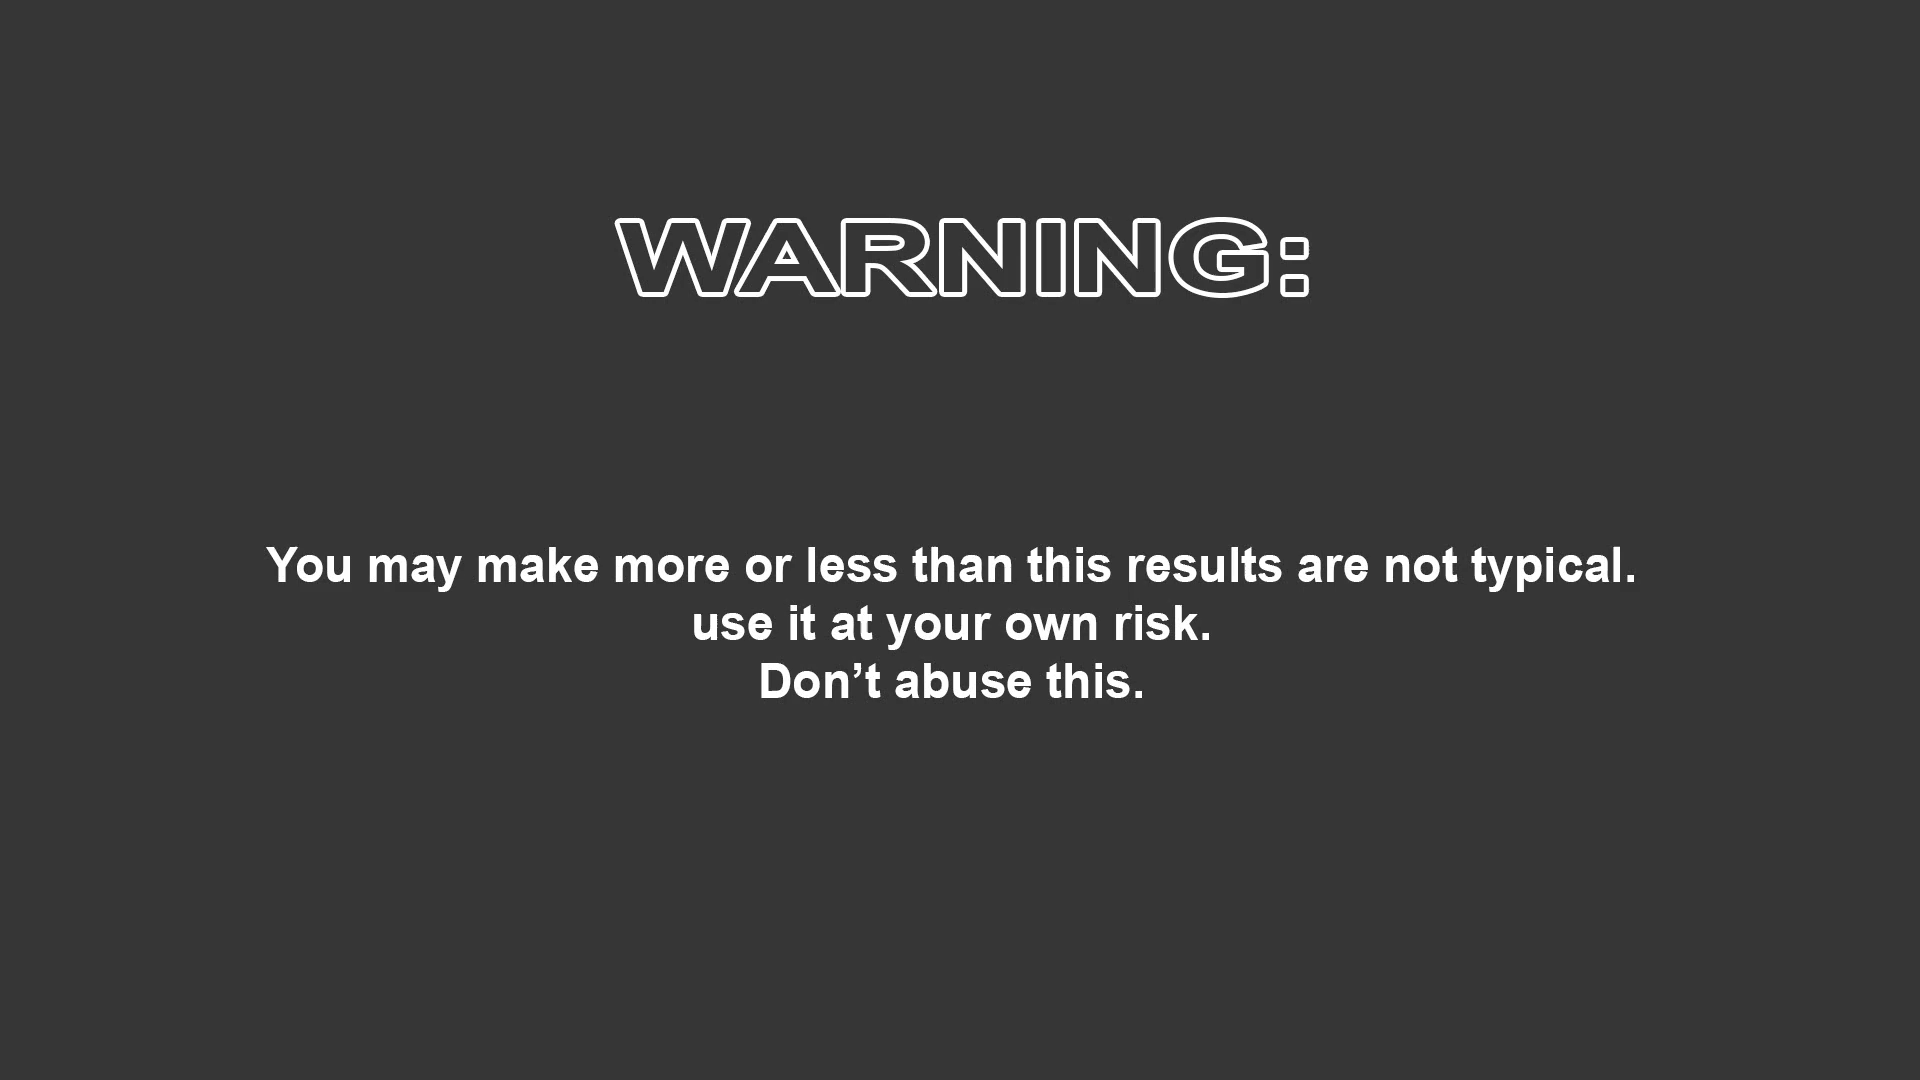 WARNING:
You may make more or less than this results are not typical.
use it at your own risk.
Don’t abuse this.